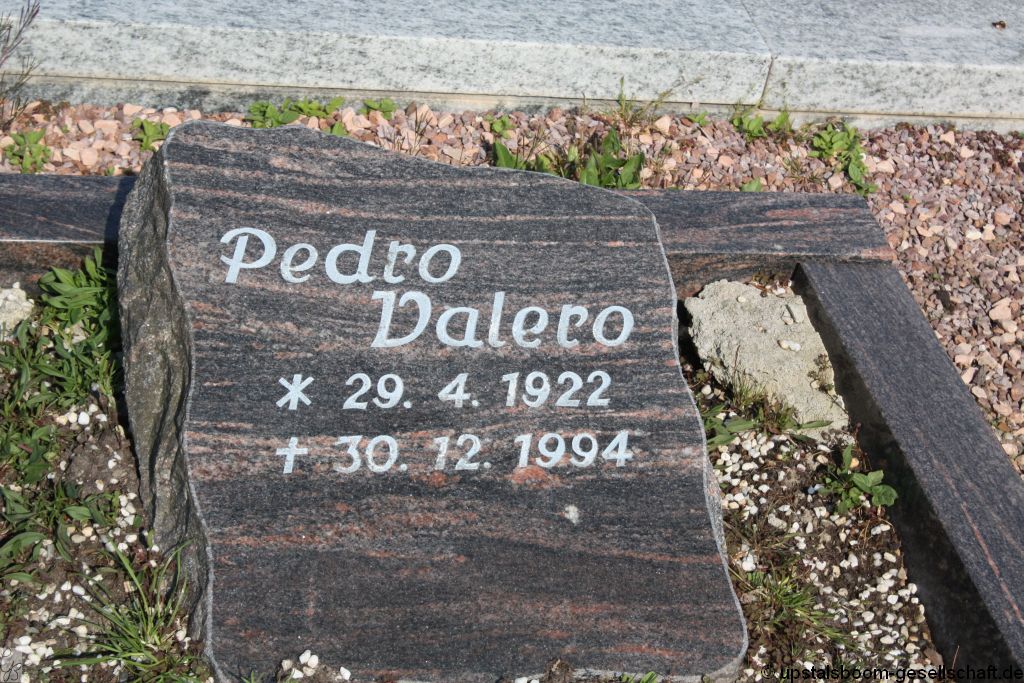 Pedro
Valero
* 29. 4. 1922
† 30. 12. 1994
© upstalsboom-gesellschaft.de